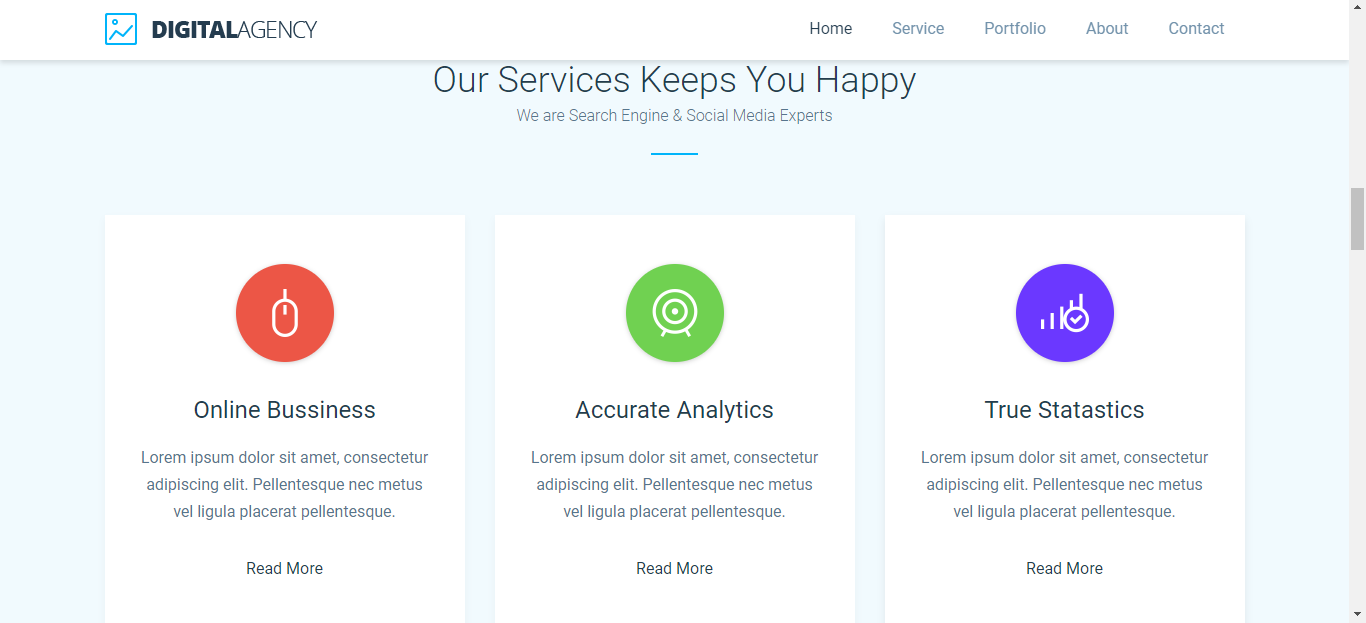 DIGITALAGENCY
Home Service Portfolio About Contact
Our Services Keeps You Happy
We are Search Engine & Social Media Experts
Online Bussiness
Lorem ipsum dolor sit amet, consectetur
adipiscing elit. Pellentesque nec metus
vel ligula placerat pellentesque.
Read More
Accurate Analytics
Lorem ipsum dolor sit amet, consectetur
adipiscing elit. Pellentesque nec metus
vel ligula placerat pellentesque.
Read More
True Statastics
Lorem ipsum dolor sit amet, consectetur
adipiscing elit. Pellentesque nec metus
vel ligula placerat pellentesque.
Read More